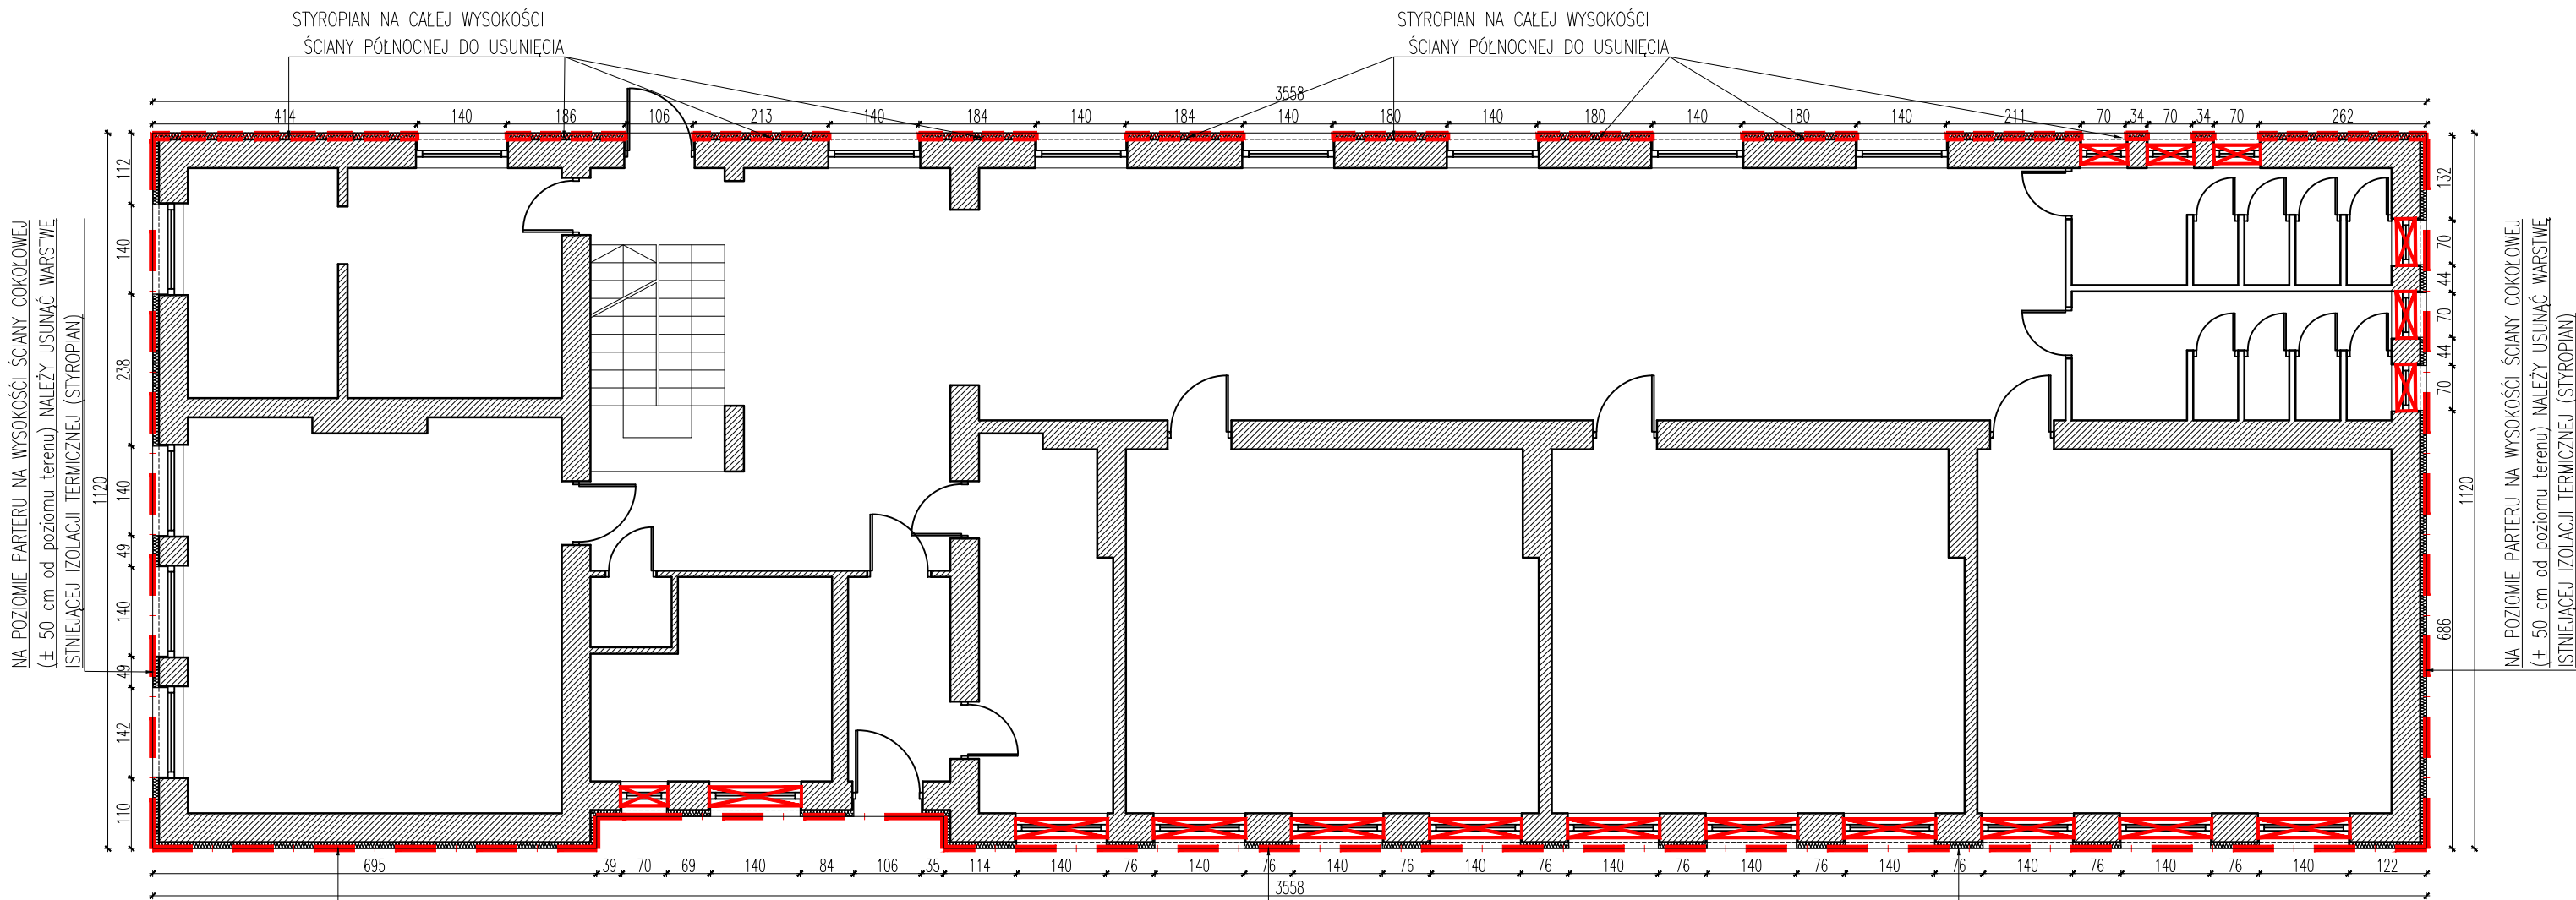 STYROPIAN NA CAŁEJ WYSOKOŚCI
ŚCIANY PÓŁNOCNEJ DO USUNIĘCIA
STYROPIAN NA CAŁEJ WYSOKOŚCI
ŚCIANY PÓŁNOCNEJ DO USUNIĘCIA
3558
414 140 186 106 213 140 184 140 184 140 180 140 180 140 180 140 211 70 34 70 34 70 262
NA POZIOMIE PARTERU NA WYSOKOŚCI ŚCIANY COKOŁOWEJ
(± 50 cm od poziomu terenu) NALEŻY USUNĄĆ WARSTWĘ
ISTNIEJĄCEJ IZOLACJI TERMICZNEJ (STYROPIAN)
1120
112 140 238 140 49 140 49 142 110
132 70 44 70 44 70 686
1120
NA POZIOMIE PARTERU NA WYSOKOŚCI ŚCIANY COKOŁOWEJ
(± 50 cm od poziomu terenu) NALEŻY USUNĄĆ WARSTWĘ
ISTNIEJĄCEJ IZOLACJI TERMICZNEJ (STYROPIAN)
695 39 70 69 140 84 106 35 114 140 76 140 76 140 76 140 76 140 76 140 76 140 76 140 76 140 76 140 122
3558